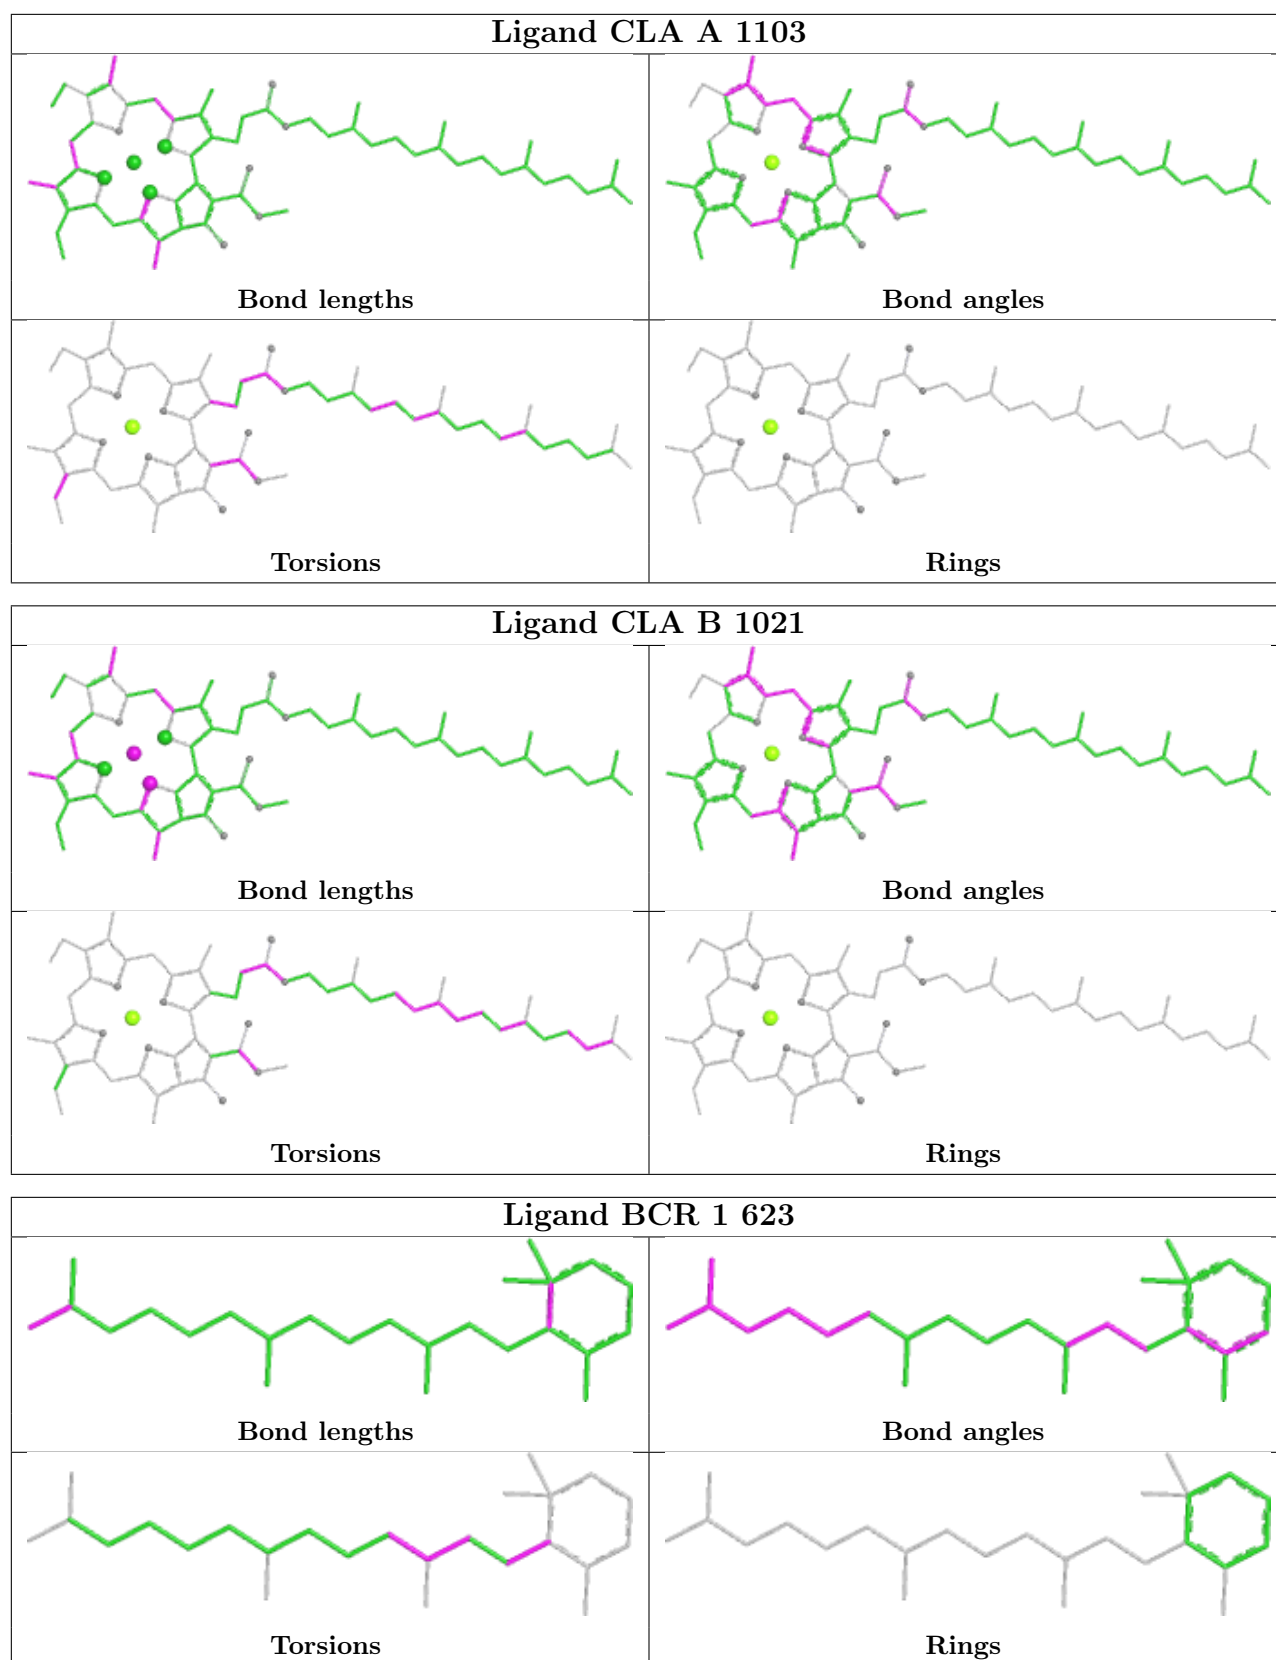 Ligand CLA A 1103
Bond lengths
Bond angles
Torsions
Rings
Ligand CLA B 1021
Bond lengths
Bond angles
Torsions
Rings
Ligand BCR 1 623
Bond lengths
Bond angles
Torsions
Rings